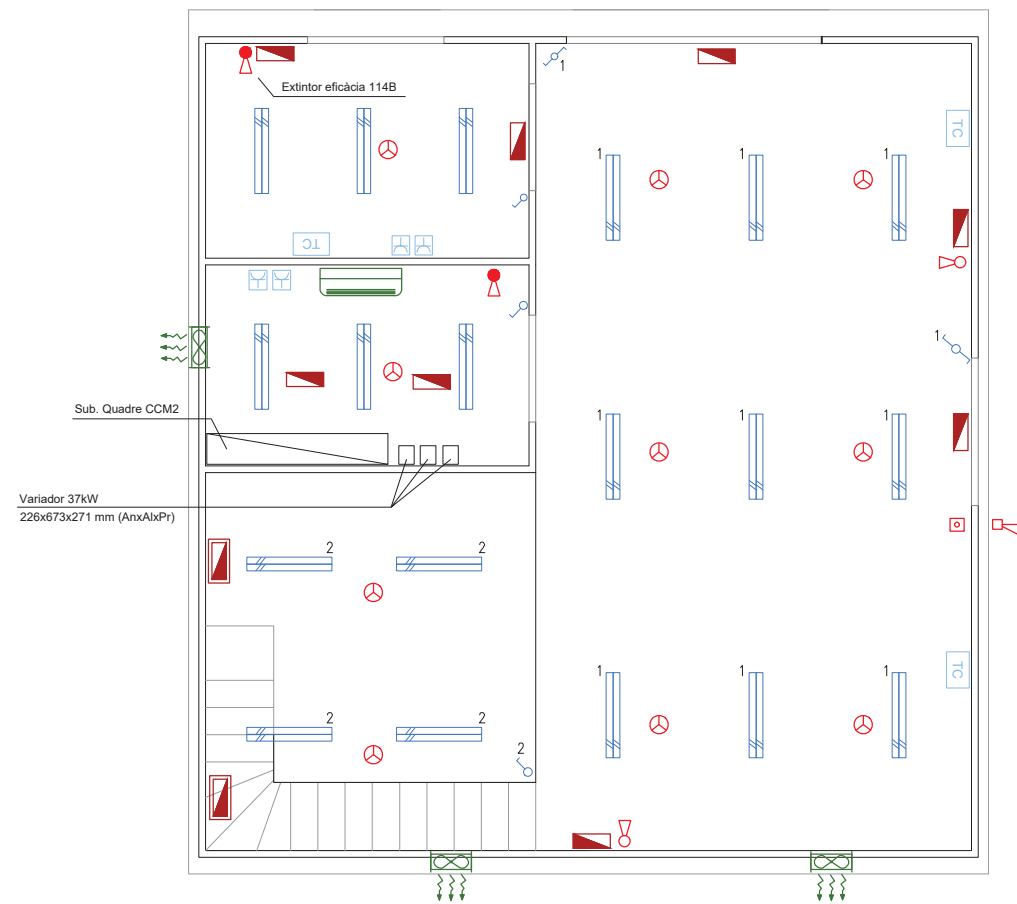 1
Extintor eficàcia 114B
TC
1
1
1
TC
1
Sub. Quadre CCM2
1
1
1
Variador 37kW
226x673x271 mm (AnxAlxPr)
2
2
TC
1
1
1
2
2
2